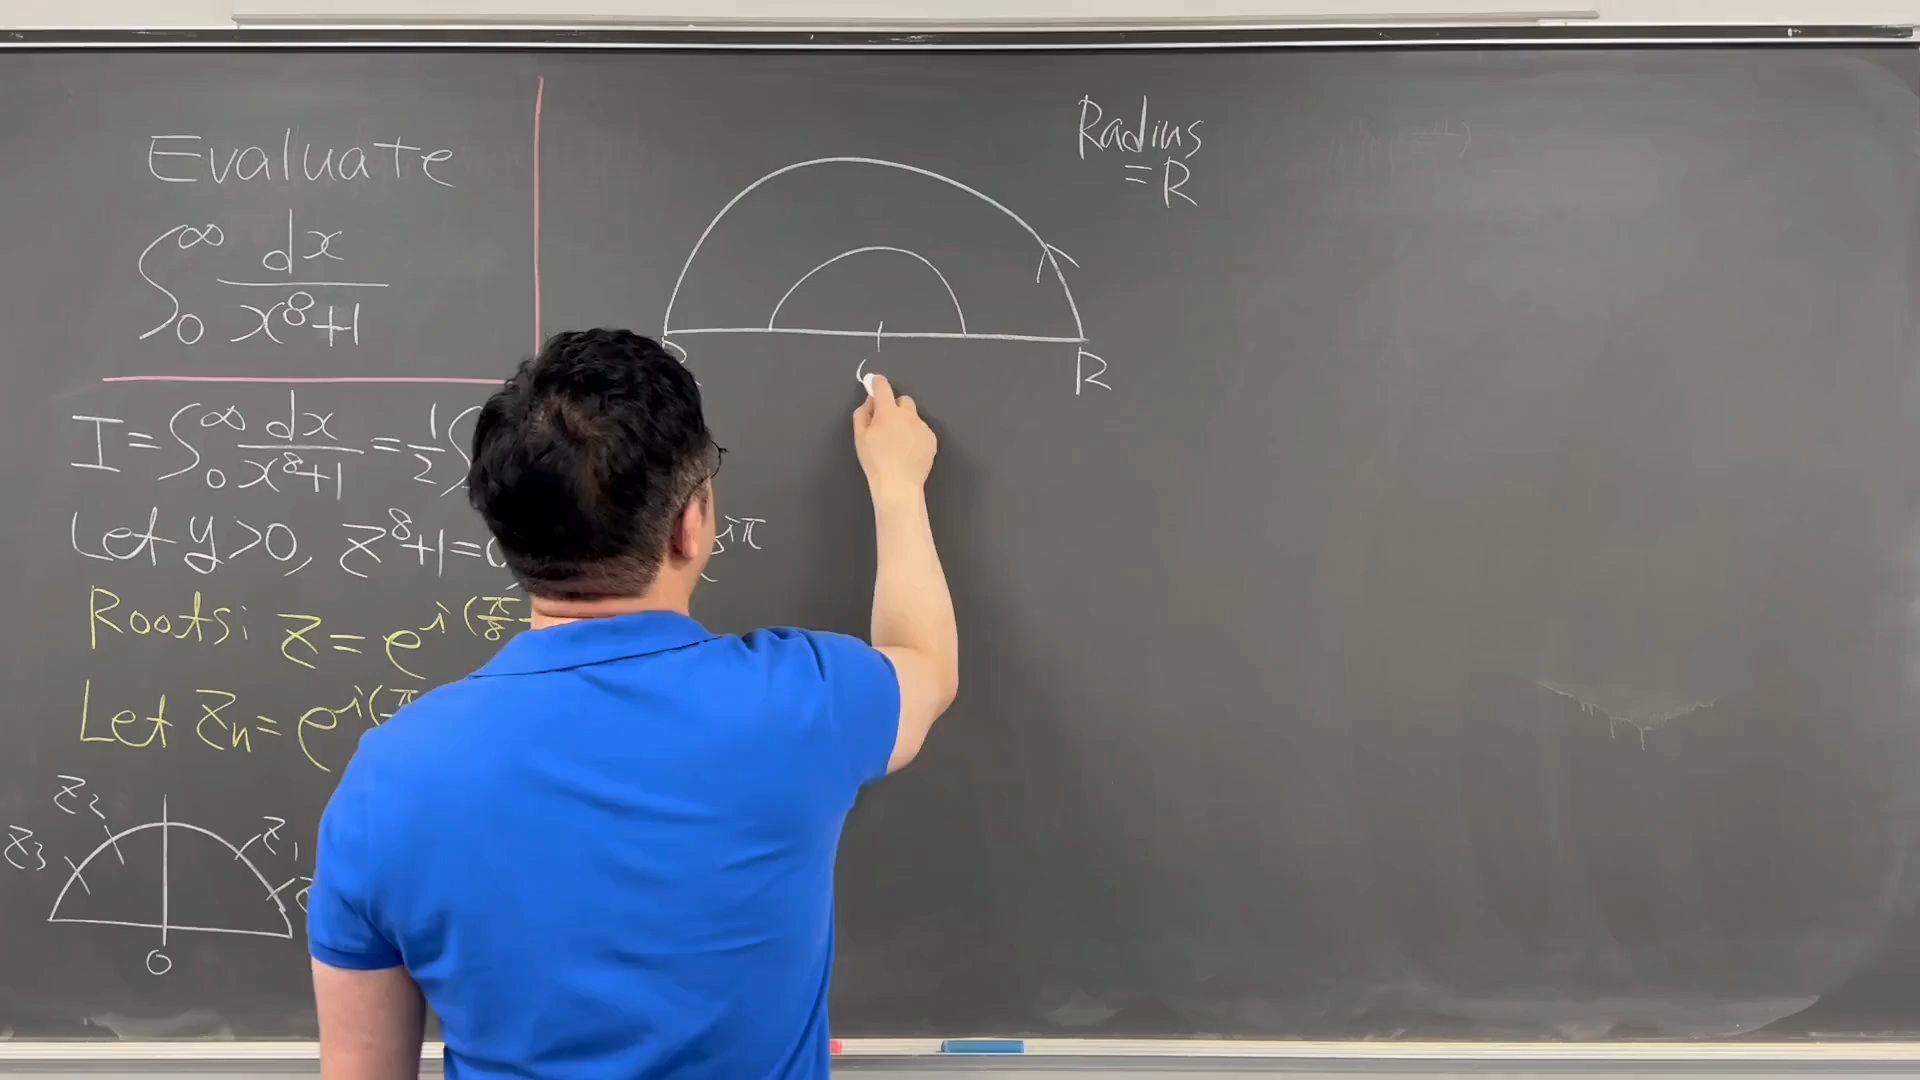 Evaluate
∫₀^∞ dx/(x⁸+1)
I=∫₀^∞ dx/(x⁸+1) = 1/2 ∫
Let y>0, z⁸+1=0, iπ
Roots: z = e^i(π/8
Let zₙ= e^i(π
z₂
z₁
z₃
0
Radius
=R
R